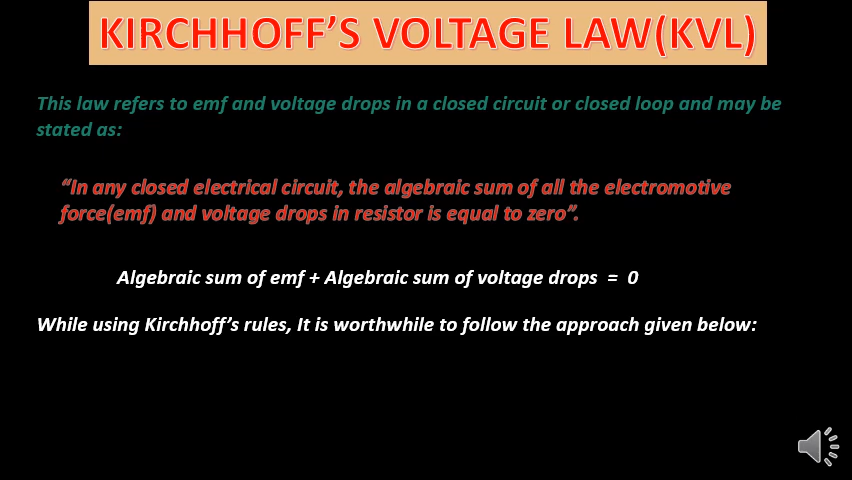 KIRCHHOFF’S VOLTAGE LAW(KVL)
This law refers to emf and voltage drops in a closed circuit or closed loop and may be
stated as:
“In any closed electrical circuit, the algebraic sum of all the electromotive
force(emf) and voltage drops in resistor is equal to zero”.
Algebraic sum of emf + Algebraic sum of voltage drops = 0
While using Kirchhoff’s rules, It is worthwhile to follow the approach given below: